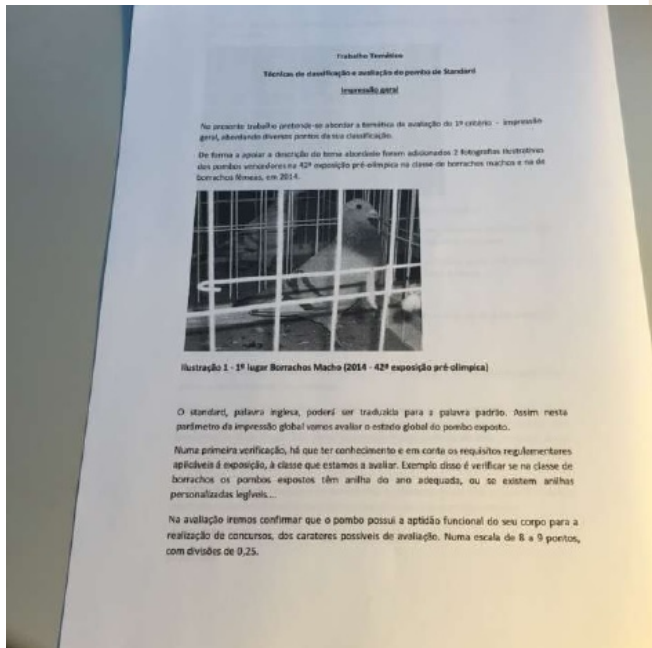 Trabalho Temático
Técnicas de classificação e avaliação do pombo de Standard
Impressão geral
No presente trabalho pretende-se abordar a temática de avaliação do 1º critério - impressão
geral, abordando diversos pontos da sua classificação.
De forma a apoiar a descrição do tema abordado foram adicionados 2 fotografias ilustrativas
dos pombos vencedores na 42ª exposição pré-olímpica na classe de borrachos machos e na de
borrachos fêmeas, em 2014.
Ilustração 1 - 1º lugar Borrachos Macho (2014 - 42ª exposição pré-olímpica)
O standard, palavra inglesa, poderá ser traduzida para a palavra padrão. Assim neste
parâmetro da impressão global vamos avaliar o estado global do pombo exposto.
Numa primeira verificação, há que ter conhecimento e em conta os requisitos regulamentares
aplicáveis á exposição, à classe que estamos a avaliar. Exemplo disso é verificar se na classe de
borrachos os pombos expostos têm anilha do ano adequada, ou se existem anilhas
personalizadas legíveis...
Na avaliação iremos confirmar que o pombo possui a aptidão funcional do seu corpo para a
realização de concursos, dos carateres possíveis de avaliação. Numa escala de 8 a 9 pontos,
com divisões de 0,25.